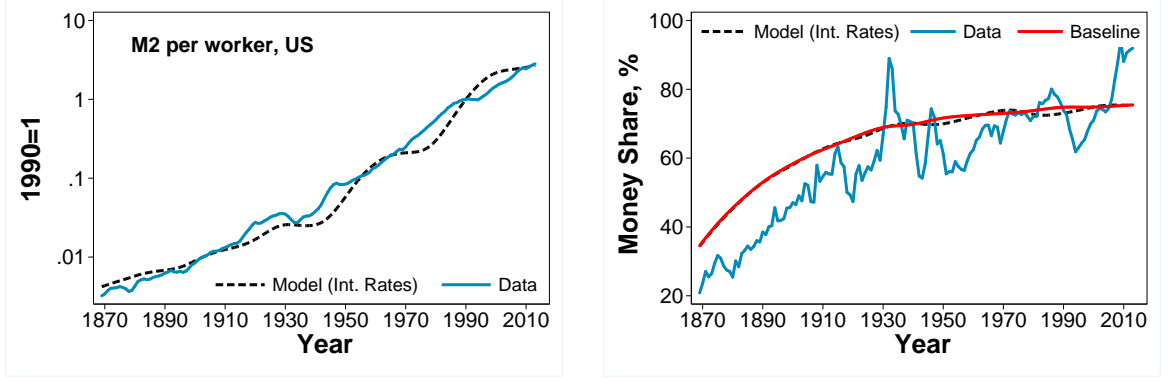 M2 per worker, US
1990=1
10
1
.1
.01
Model (Int. Rates) Data
1870 1890 1910 1930 1950 1970 1990 2010
Year
Money Share, %
100
80
60
40
20
Model (Int. Rates) Data Baseline
1870 1890 1910 1930 1950 1970 1990 2010
Year